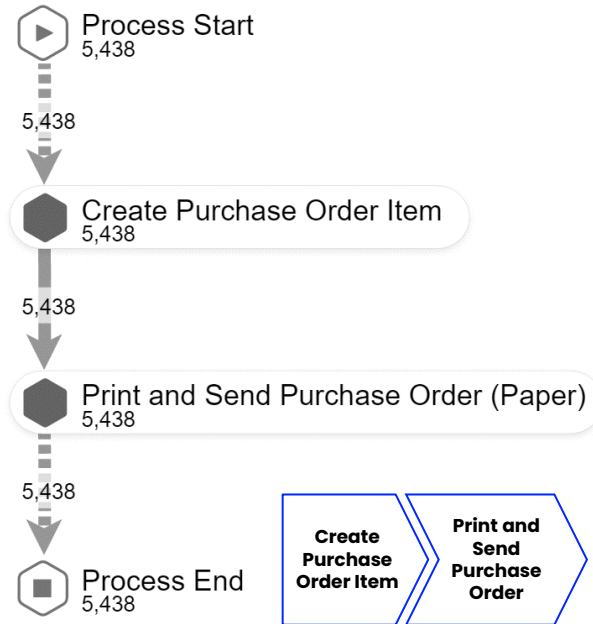 Process Start
5,438
5,438
Create Purchase Order Item
5,438
5,438
Print and Send Purchase Order (Paper)
5,438
5,438
Process End
5,438
Create
Purchase
Order Item
Print and
Send
Purchase
Order